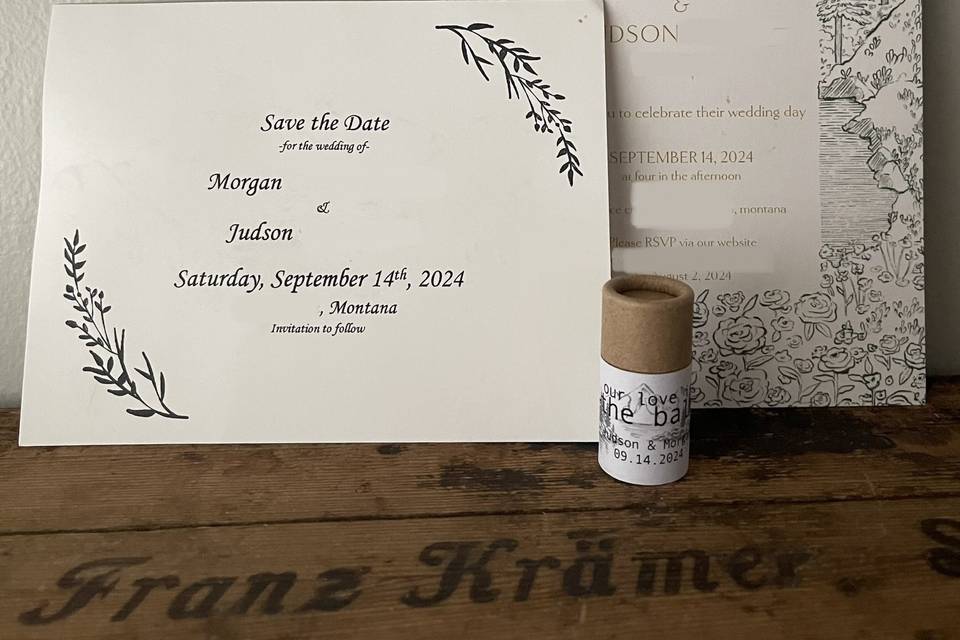 Save the Date
-for the wedding of-
Morgan
&
Judson
Saturday, September 14th, 2024
, Montana
Invitation to follow
&
DSON
to celebrate their wedding day
SEPTEMBER 14, 2024
at four in the afternoon
, montana
Please RSVP via our website
August 2, 2024
our love
the
Judson &
09.14.2024
Franz Krämer